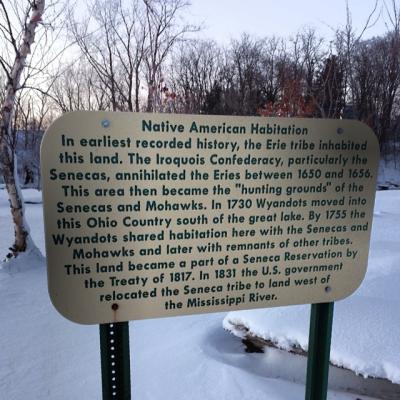 Native American Habitation
In earliest recorded history, the Erie tribe inhabited
this land. The Iroquois Confederacy, particularly the
Senecas, annihilated the Eries between 1650 and 1656.
This area then became the "hunting grounds" of the
Senecas and Mohawks. In 1730 Wyandots moved into
this Ohio Country south of the great lake. By 1755 the
Wyandots shared habitation here with the Senecas and
Mohawks and later with remnants of other tribes.
This land became a part of a Seneca Reservation by
the Treaty of 1817. In 1831 the U.S. government
relocated the Seneca tribe to land west of
the Mississippi River.